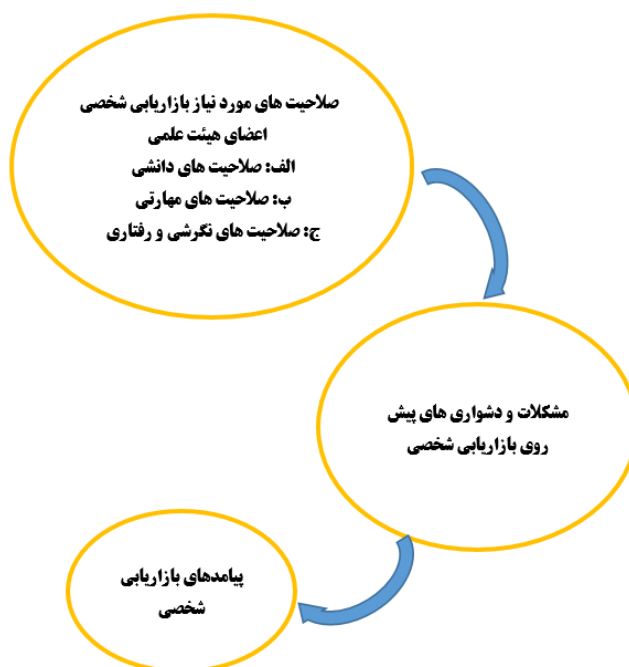 صلاحیت های مورد نیاز بازاریابی شخصی
اعضای هیئت علمی
الف: صلاحیت های دانشی
ب: صلاحیت های مهارتی
ج: صلاحیت های نگرشی و رفتاری
مشکلات و دشواری های پیش
روی بازاریابی شخصی
پیامدهای بازاریابی
شخصی